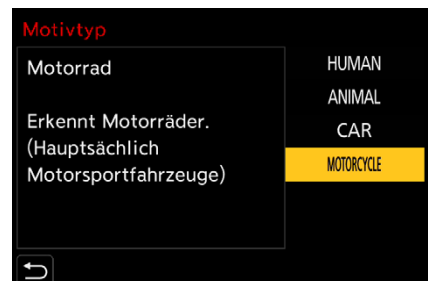 Motivtyp
Motorrad
Erkennt Motorräder.
(Hauptsächlich
Motorsportfahrzeuge)
HUMAN
ANIMAL
CAR
MOTORCYCLE